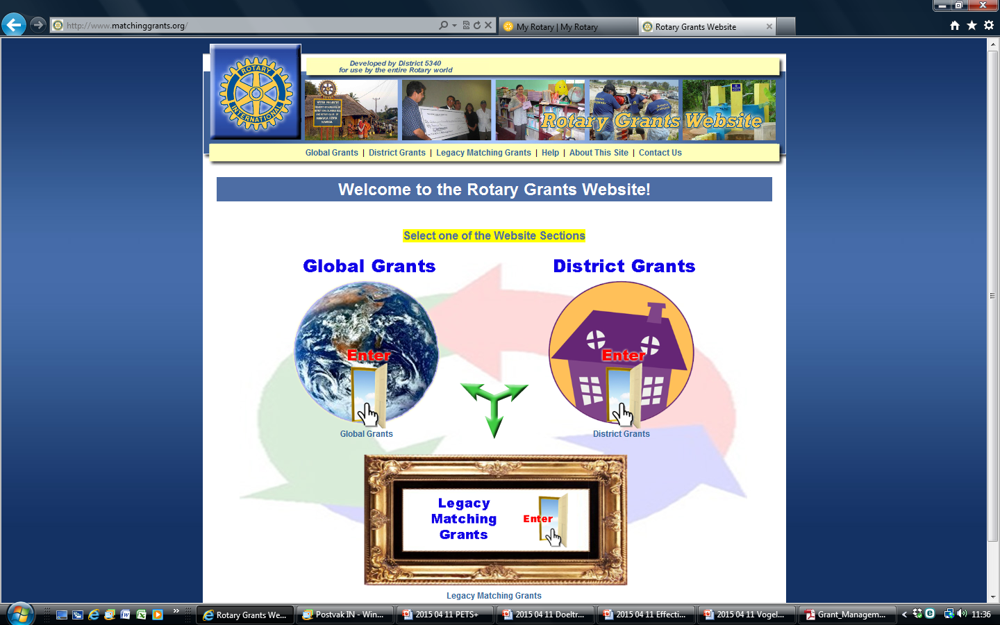 http://www.matchinggrants.org/
My Rotary | My Rotary
Rotary Grants Website
ROTARY
INTERNATIONAL
Developed by District 5340
for use by the entire Rotary world
WATER PROJECTS
Rotary Grants Website
Global Grants | District Grants | Legacy Matching Grants | Help | About This Site | Contact Us
Welcome to the Rotary Grants Website!
Select one of the Website Sections
Global Grants
District Grants
Enter
Enter
Global Grants
District Grants
Legacy
Matching
Grants
Enter
Legacy Matching Grants
Rotary Grants We...
Postvak IN - Win...
2015 04 11 PETS+
2015 04 11 Doeltr...
2015 04 11 Effecti...
2015 04 11 Vogel...
Grant_Managem...
11:36